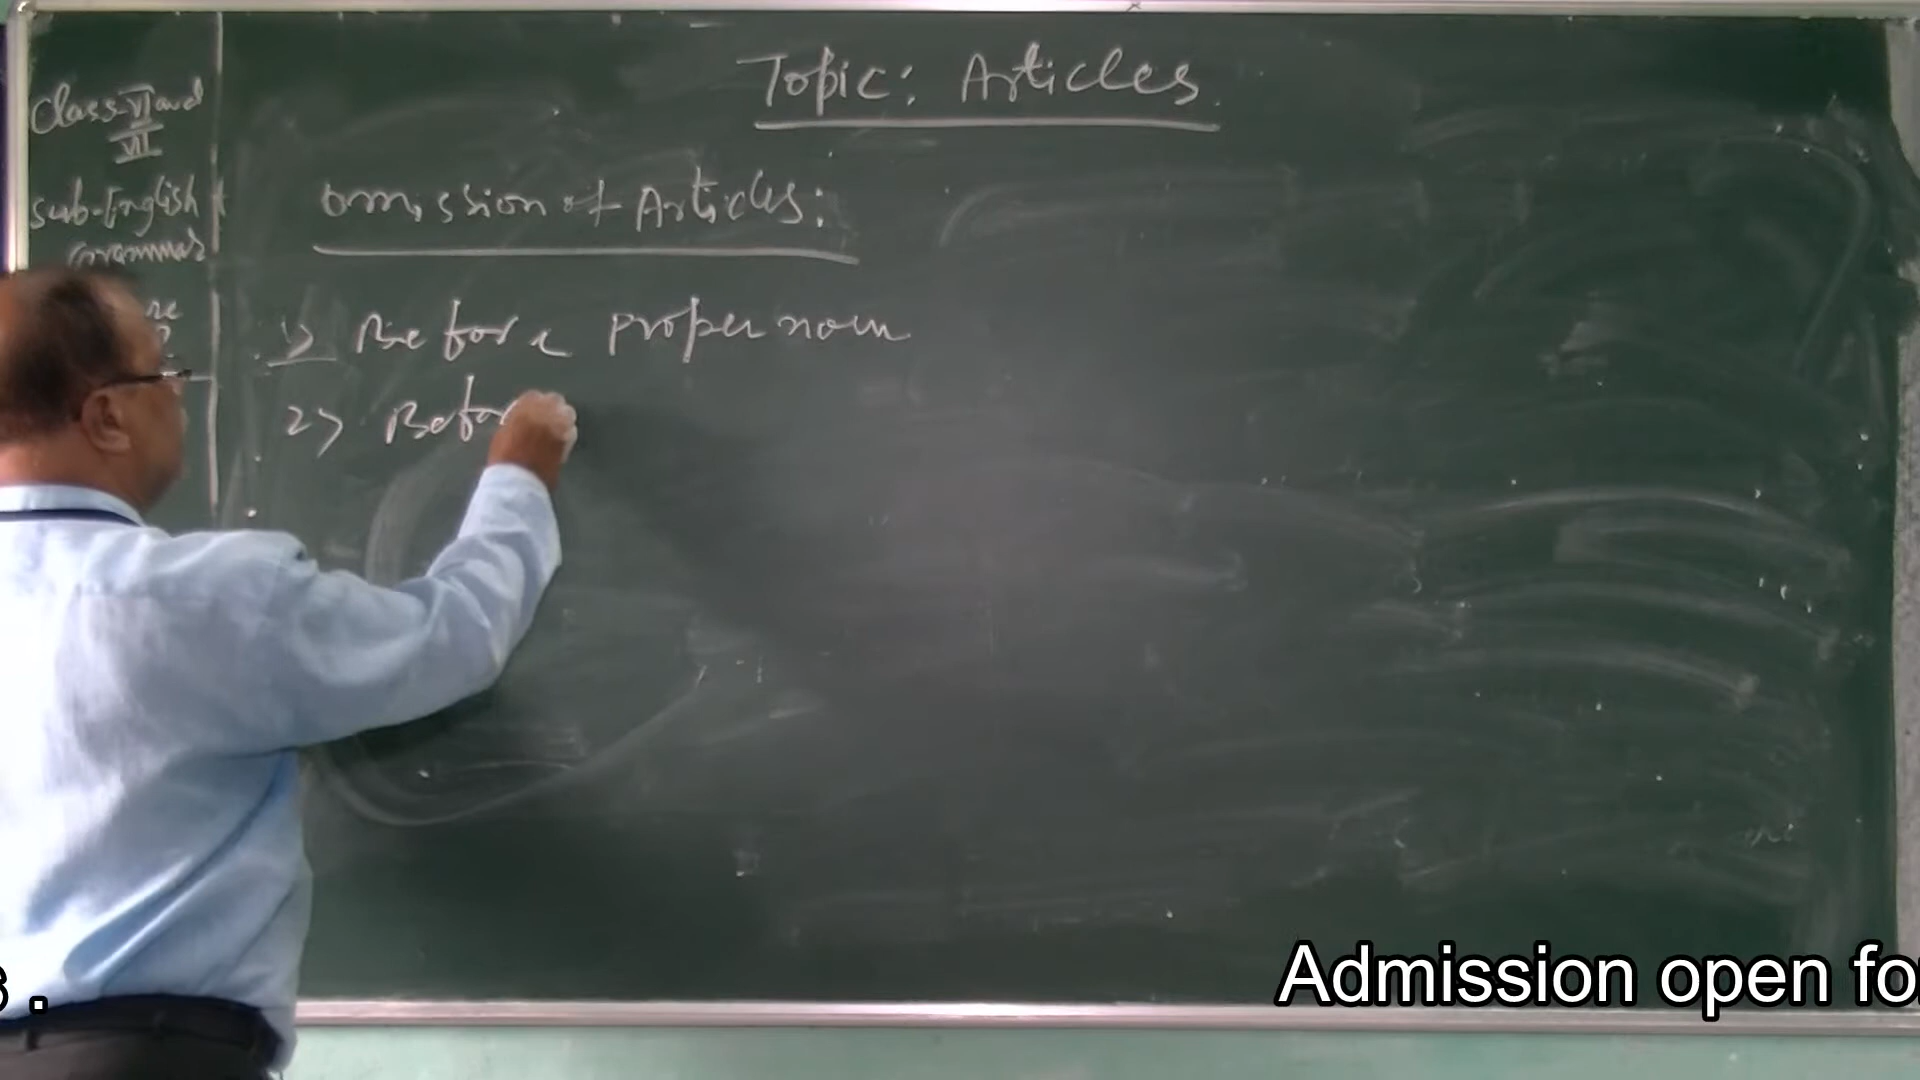 Topic: Articles
Class-VI and
VII
Sub-English
Grammar
Omission of Articles:
1) Before proper noun
2) Befor
Admission open fo